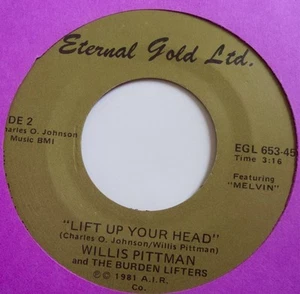 Eternal Gold Ltd.
DE 2
harles O. Johnson
Music BMI
EGL 653-45
Time 3:16
Featuring
"MELVIN"
"LIFT UP YOUR HEAD"
(Charles O. Johnson/Willis Pittman)
WILLIS PITTMAN
and THE BURDEN LIFTERS
© 1981 A.I.R.
Co.